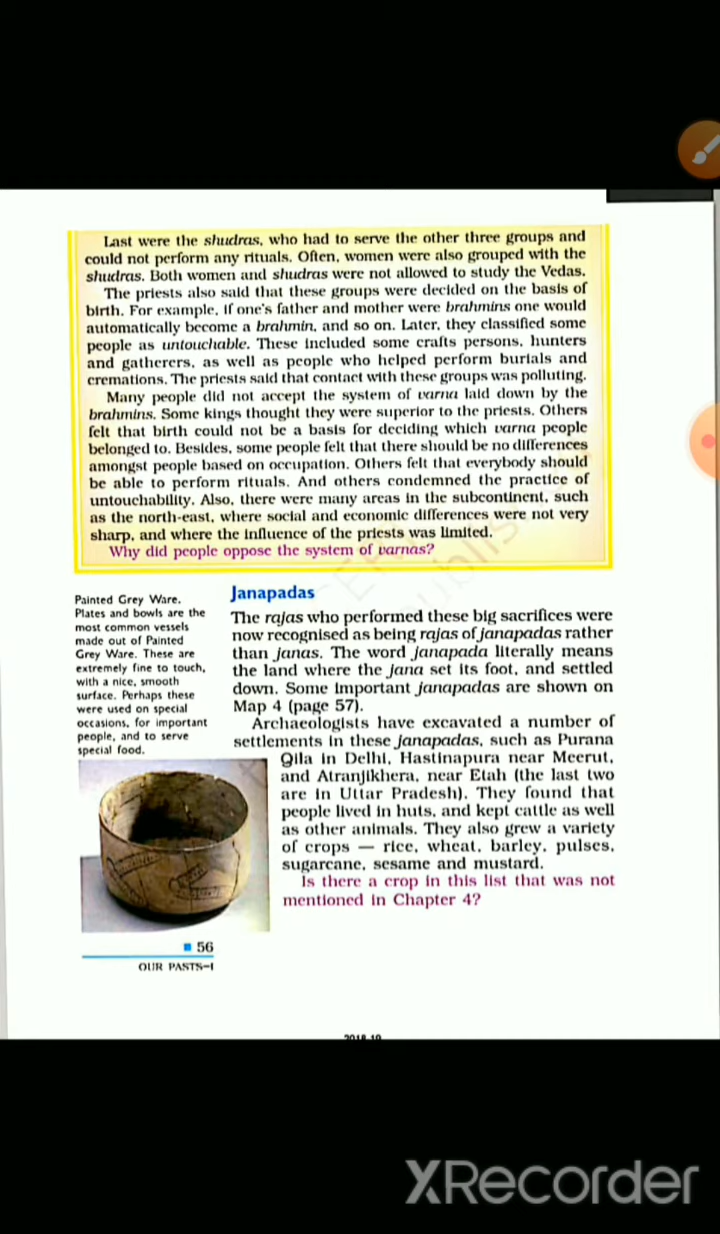 Last were the shudras, who had to serve the other three groups and
could not perform any rituals. Often, women were also grouped with the
shudras. Both women and shudras were not allowed to study the Vedas.
The priests also said that these groups were decided on the basis of
birth. For example, if one's father and mother were brahmins one would
automatically become a brahmin, and so on. Later, they classified some
people as untouchable. These included some crafts persons, hunters
and gatherers, as well as people who helped perform burials and
cremations. The priests said that contact with these groups was polluting.
Many people did not accept the system of varna laid down by the
brahmins. Some kings thought they were superior to the priests. Others
felt that birth could not be a basis for deciding which varna people
belonged to. Besides, some people felt that there should be no differences
amongst people based on occupation. Others felt that everybody should
be able to perform rituals. And others condemned the practice of
untouchability. Also, there were many areas in the subcontinent, such
as the north-east, where social and economic differences were not very
sharp, and where the influence of the priests was limited.
Why did people oppose the system of varnas?
Painted Grey Ware.
Plates and bowls are the
most common vessels
made out of Painted
Grey Ware. These are
extremely fine to touch,
with a nice, smooth
surface. Perhaps these
were used on special
occasions, for important
people, and to serve
special food.
Janapadas
The rajas who performed these big sacrifices were
now recognised as being rajas of janapadas rather
than janas. The word janapada literally means
the land where the jana set its foot, and settled
down. Some important janapadas are shown on
Map 4 (page 57).
Archaeologists have excavated a number of
settlements in these janapadas, such as Purana
Qila in Delhi, Hastinapura near Meerut,
and Atranjikhera, near Etah (the last two
are in Uttar Pradesh). They found that
people lived in huts, and kept cattle as well
as other animals. They also grew a variety
of crops — rice, wheat, barley, pulses,
sugarcane, sesame and mustard.
Is there a crop in this list that was not
mentioned in Chapter 4?
56
OUR PASTS–I
2018-19
XRecorder